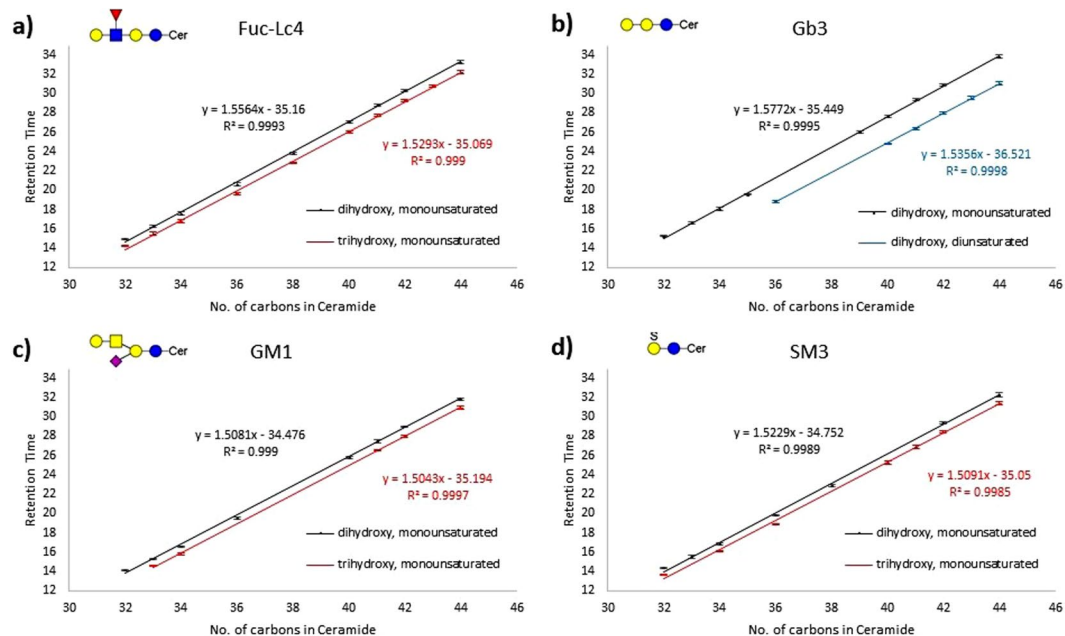 a)
Cer
Fuc-Lc4
34
32
30
28
26
24
22
20
18
16
14
12
Retention Time
y = 1.5564x - 35.16
R² = 0.9993
y = 1.5293x - 35.069
R² = 0.999
dihydroxy, monounsaturated
trihydroxy, monounsaturated
30 32 34 36 38 40 42 44 46
No. of carbons in Ceramide
b)
Cer
Gb3
34
32
30
28
26
24
22
20
18
16
14
12
Retention Time
y = 1.5772x - 35.449
R² = 0.9995
y = 1.5356x - 36.521
R² = 0.9998
dihydroxy, monounsaturated
dihydroxy, diunsaturated
30 32 34 36 38 40 42 44 46
No. of carbons in Ceramide
c)
Cer
GM1
34
32
30
28
26
24
22
20
18
16
14
12
Retention Time
y = 1.5081x - 34.476
R² = 0.999
y = 1.5043x - 35.194
R² = 0.9997
dihydroxy, monounsaturated
trihydroxy, monounsaturated
30 32 34 36 38 40 42 44 46
No. of carbons in Ceramide
d)
S
Cer
SM3
34
32
30
28
26
24
22
20
18
16
14
12
Retention Time
y = 1.5229x - 34.752
R² = 0.9989
y = 1.5091x - 35.05
R² = 0.9985
dihydroxy, monounsaturated
trihydroxy, monounsaturated
30 32 34 36 38 40 42 44 46
No. of carbons in Ceramide